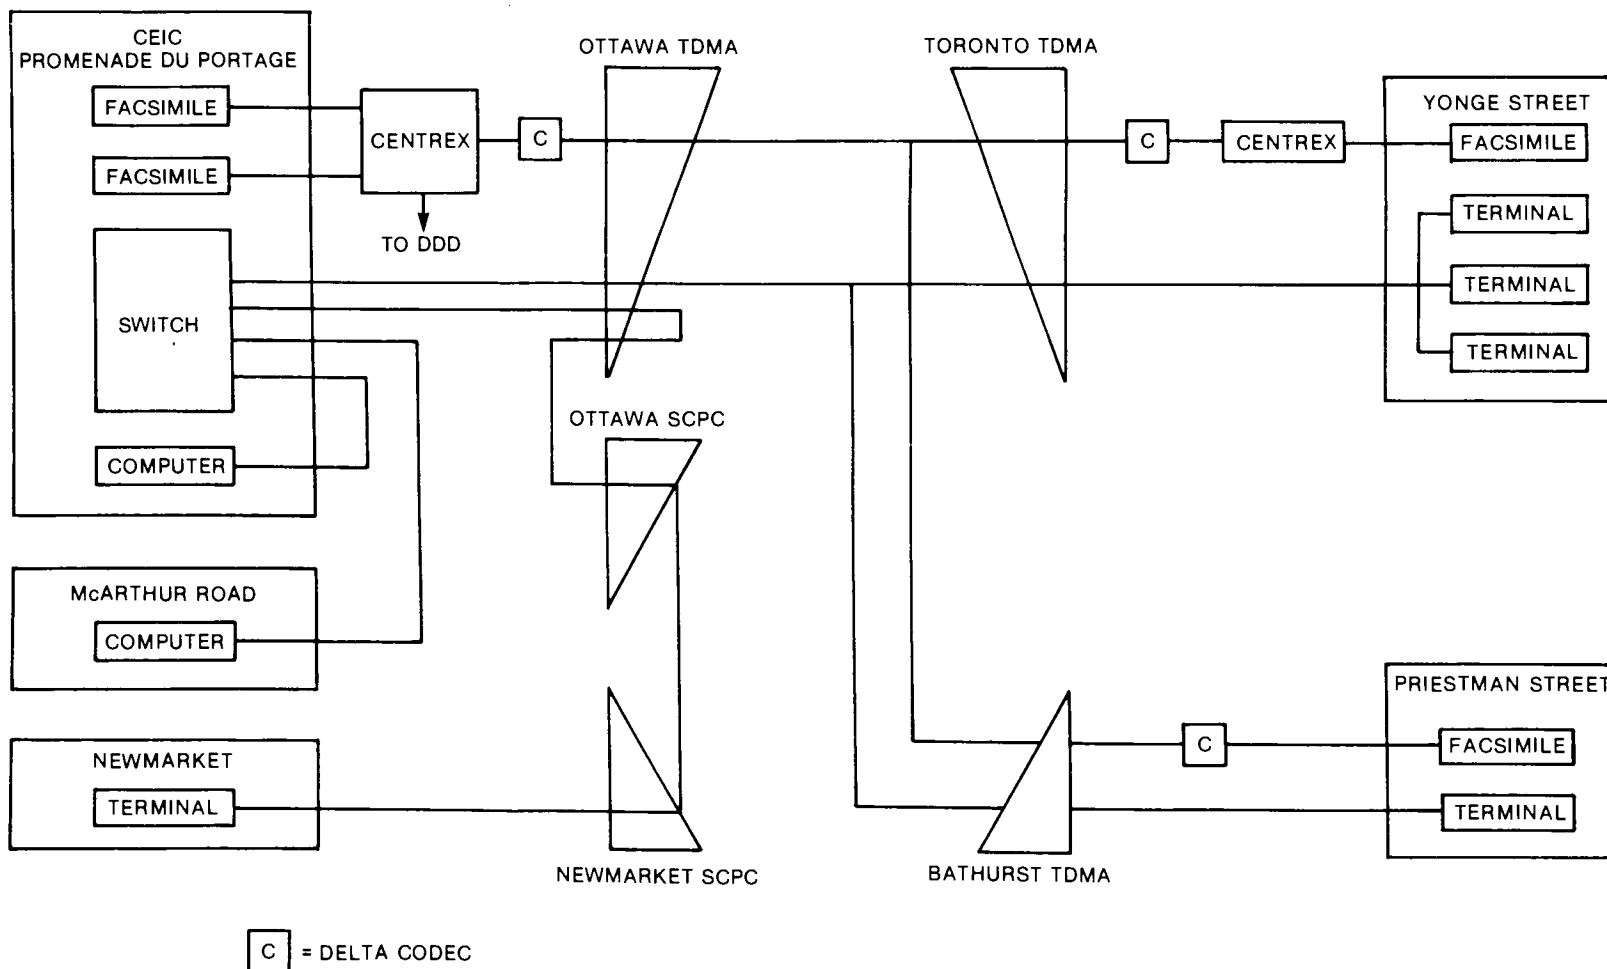 CEIC
PROMENADE DU PORTAGE
FACSIMILE
FACSIMILE
SWITCH
COMPUTER
CENTREX
TO DDD
C
OTTAWA TDMA
TORONTO TDMA
C
CENTREX
YONGE STREET
FACSIMILE
TERMINAL
TERMINAL
TERMINAL
OTTAWA SCPC
McARTHUR ROAD
COMPUTER
NEWMARKET
TERMINAL
NEWMARKET SCPC
BATHURST TDMA
C
PRIESTMAN STREET
FACSIMILE
TERMINAL
C = DELTA CODEC